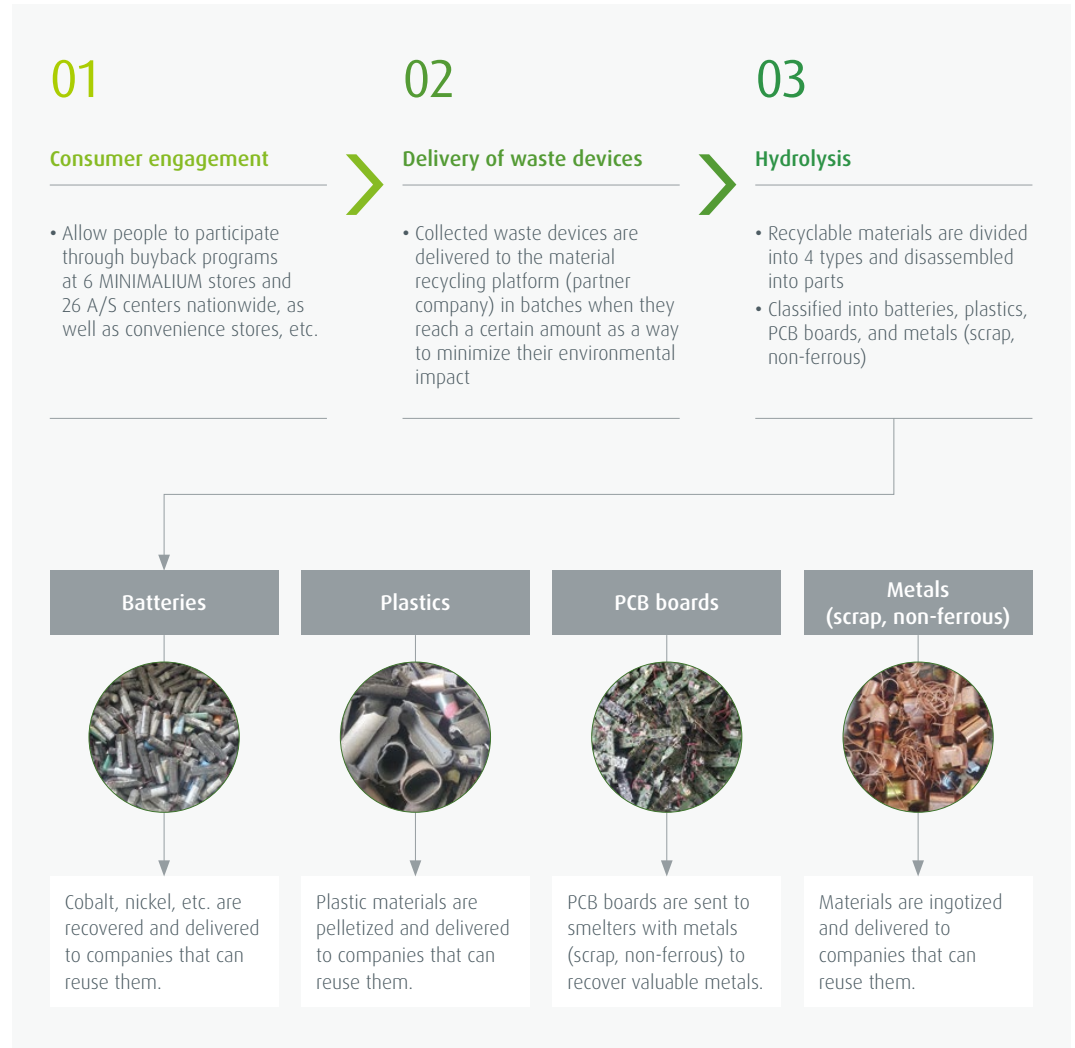 01
Consumer engagement
• Allow people to participate
through buyback programs
at 6 MINIMALIUM stores and
26 A/S centers nationwide, as
well as convenience stores, etc.
02
Delivery of waste devices
• Collected waste devices are
delivered to the material
recycling platform (partner
company) in batches when they
reach a certain amount as a way
to minimize their environmental
impact
03
Hydrolysis
• Recyclable materials are divided
into 4 types and disassembled
into parts
• Classified into batteries, plastics,
PCB boards, and metals (scrap,
non-ferrous)
Batteries
Cobalt, nickel, etc. are
recovered and delivered
to companies that can
reuse them.
Plastics
Plastic materials are
pelletized and delivered
to companies that can
reuse them.
PCB boards
PCB boards are sent to
smelters with metals
(scrap, non-ferrous) to
recover valuable metals.
Metals
(scrap, non-ferrous)
Materials are ingotized
and delivered to
companies that can
reuse them.